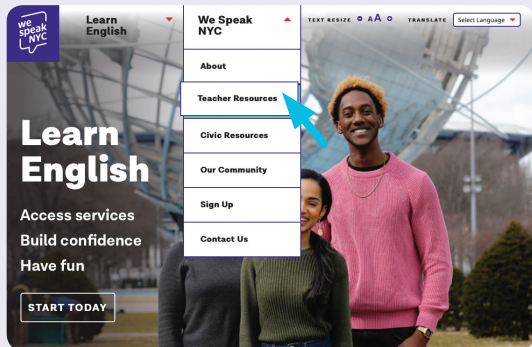 we
speak
NYC
Learn
English
We Speak
NYC
TEXT RESIZE A A
TRANSLATE
Select Language
About
Teacher Resources
Civic Resources
Our Community
Sign Up
Contact Us
Learn
English
Access services
Build confidence
Have fun
START TODAY